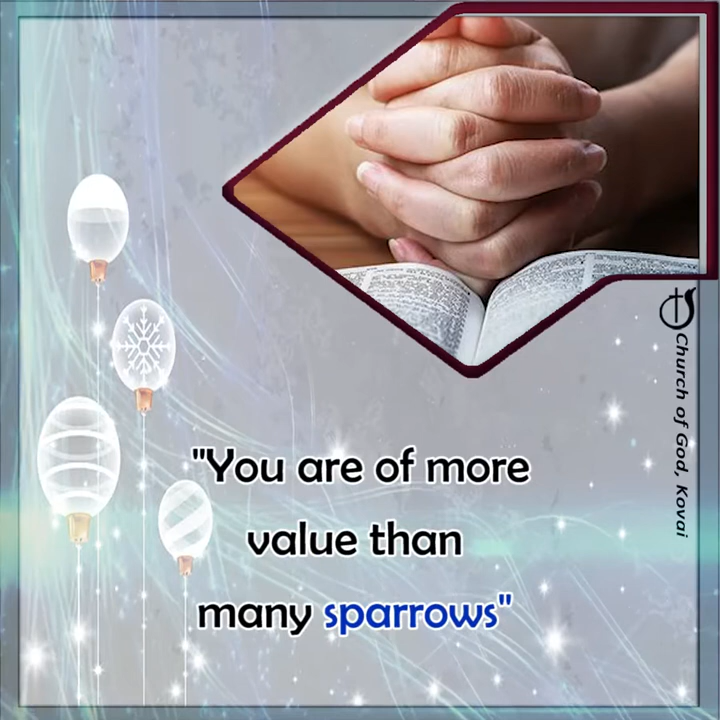 "You are of more
value than
many sparrows"
Church of God, Kovai